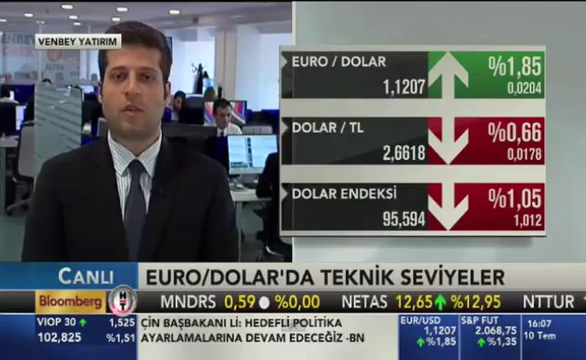 VENBEY YATIRIM
EURO / DOLAR
1,1207
%1,85
0,0204
DOLAR / TL
2,6618
%0,66
0,0178
DOLAR ENDEKSİ
95,594
%1,05
1,012
CANLI
EURO/DOLAR'DA TEKNİK SEVİYELER
Bloomberg HT
MNDRS 0,59 %0,00 NETAS 12,65 %12,95 NTTUR
VIOP 30 1,525
102,825 %1,51
ÇİN BAŞBAKANI Lİ: HEDEFLİ POLİTİKA
AYARLAMALARINA DEVAM EDECEĞİZ -BN
EUR/USD
1,1207
%1,85
S&P FUT
2.068,75
%1,35
16:07
10 Tem